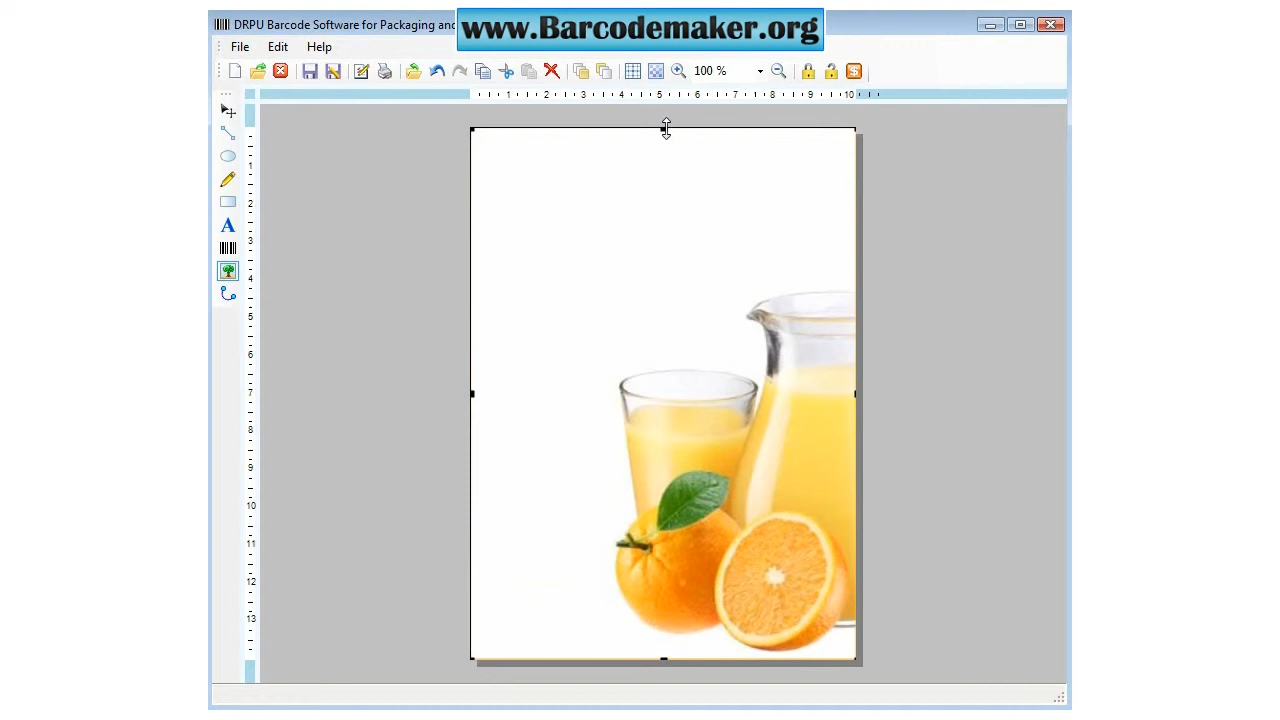 DRPU Barcode Software for Packaging and
www.Barcodemaker.org
File Edit Help
100 %
1 2 3 4 5 6 7 8 9 10
A
1
2
3
4
5
6
7
8
9
10
11
12
13